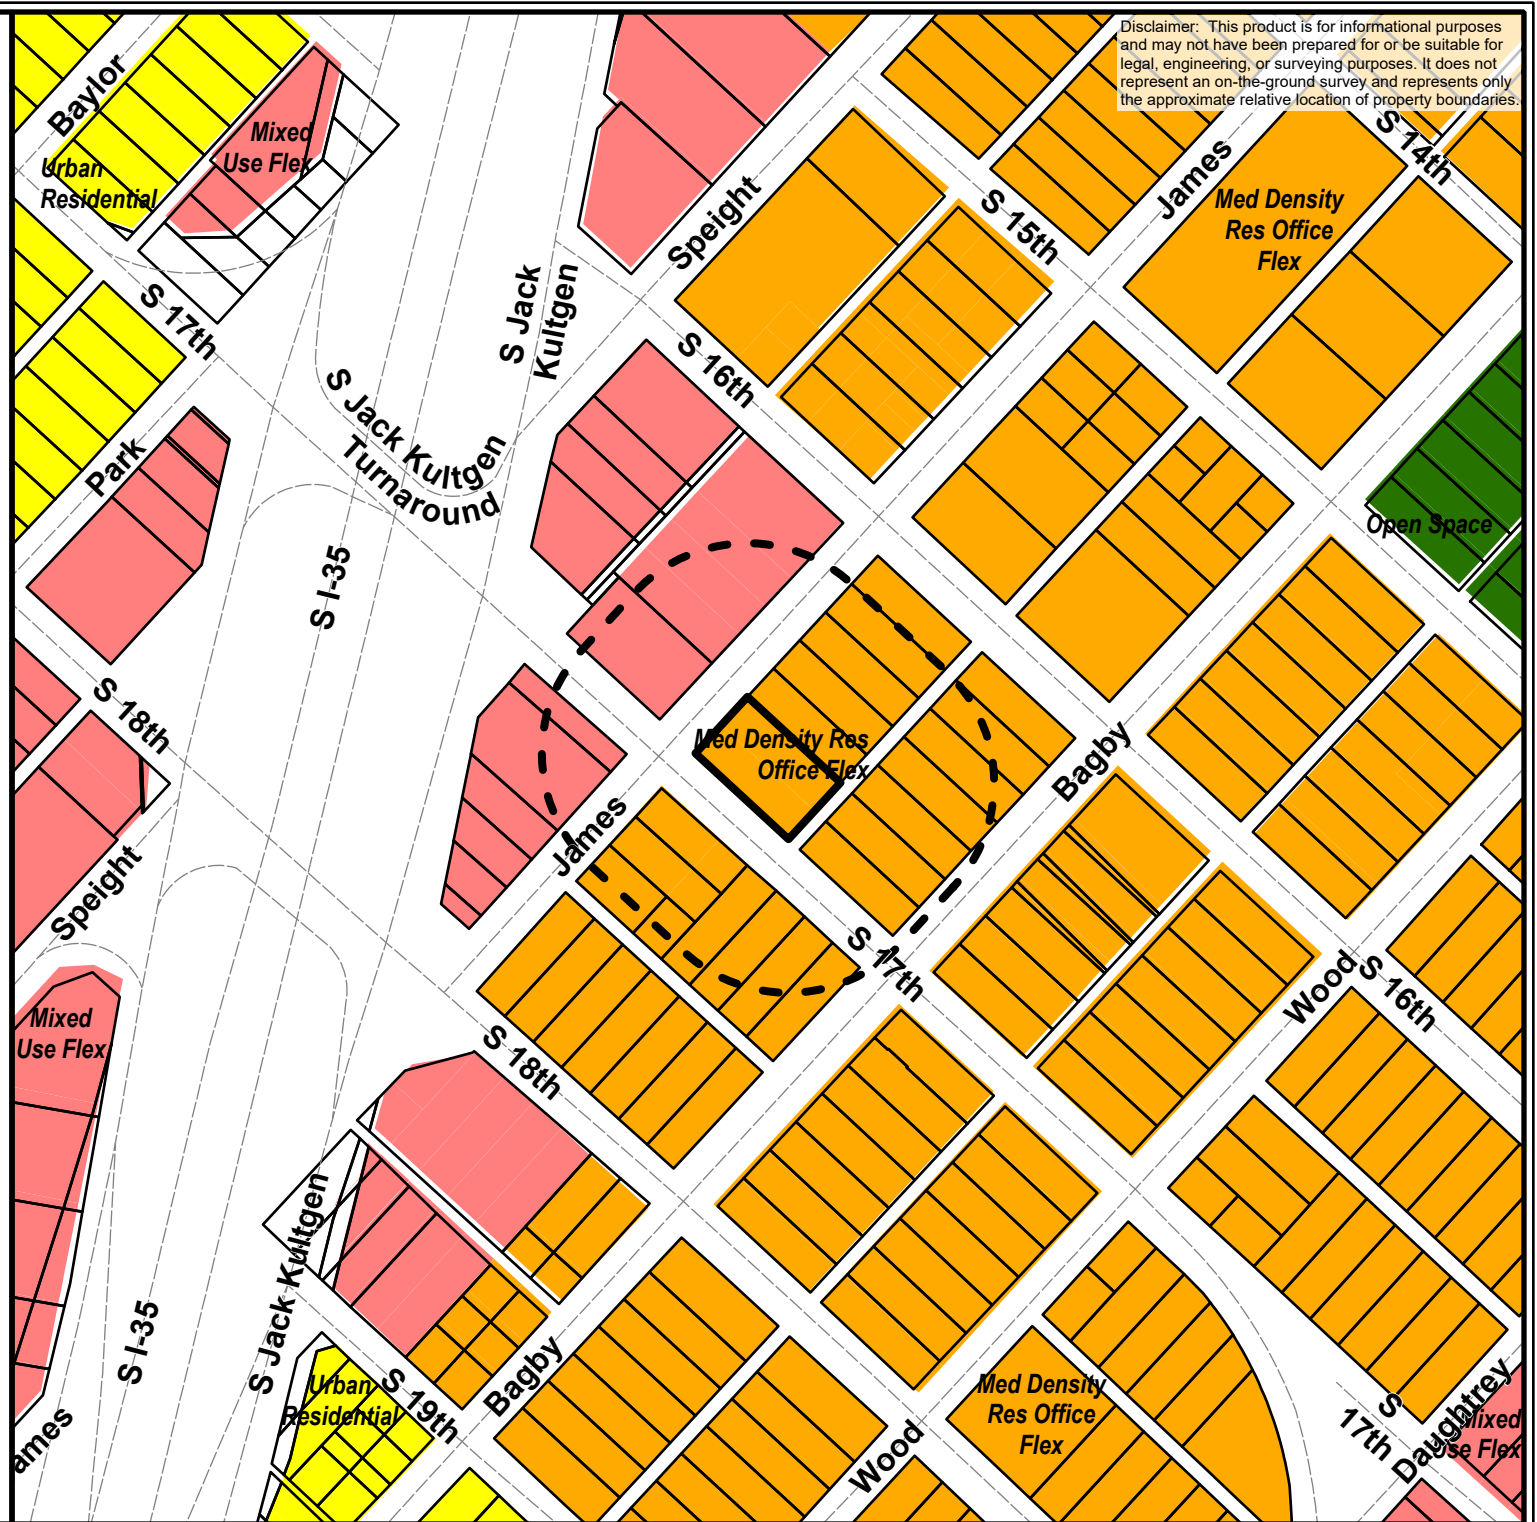 Disclaimer: This product is for informational purposes
and may not have been prepared for or be suitable for
legal, engineering, or surveying purposes. It does not
represent an on-the-ground survey and represents only
the approximate relative location of property boundaries.
Baylor
Mixed
Use Flex
Urban
Residential
S 14th
James
Med Density
Res Office
Flex
Speight
S 15th
S 17th
S Jack
Kultgen
S 16th
S Jack Kultgen
Turnaround
Park
Open Space
S I-35
S 18th
Med Density Res
Office Flex
Bagby
James
Speight
S 17th
Wood
S 16th
Mixed
Use Flex
S 18th
S Jack Kultgen
S I-35
Urban
Residential
S 19th
Bagby
Med Density
Res Office
Flex
Wood
S
17th
Daughtrey
Mixed
Use Flex
ames